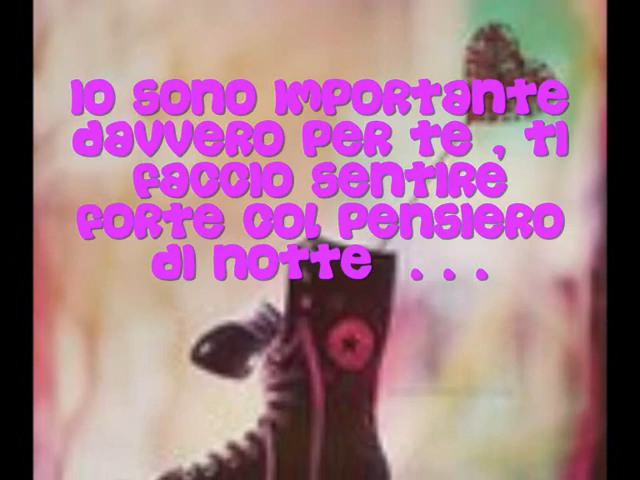 IO SONO IMPORTANTE
DAVVERO PER TE , TI
FACCIO SENTIRE
FORTE COL PENSIERO
DI NOTTE . . .